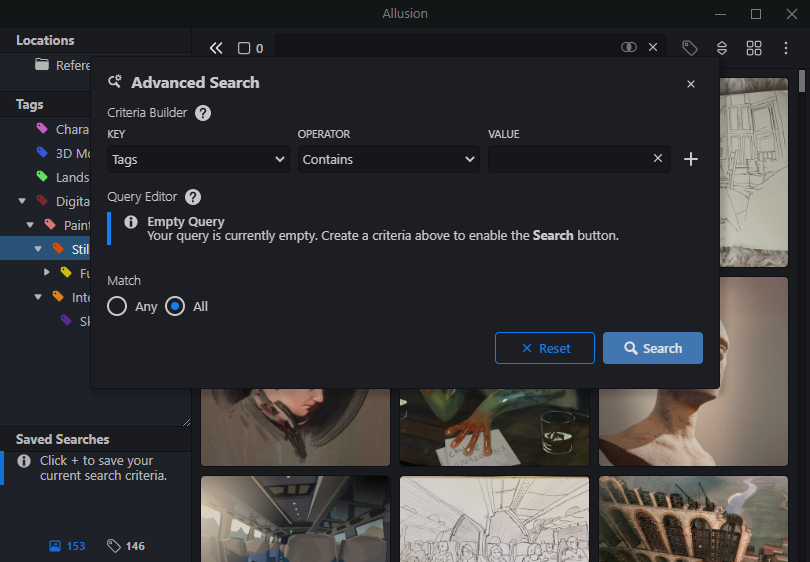 Allusion
Locations
0
Refere
Advanced Search
Criteria Builder ?
KEY OPERATOR VALUE
Tags Contains
Query Editor ?
Empty Query
Your query is currently empty. Create a criteria above to enable the Search button.
Match
Any All
Reset Search
Tags
Chara
3D Mo
Lands
Digita
Paint
Stil
Fu
Inte
Sk
Saved Searches
Click + to save your
current search criteria.
153 146